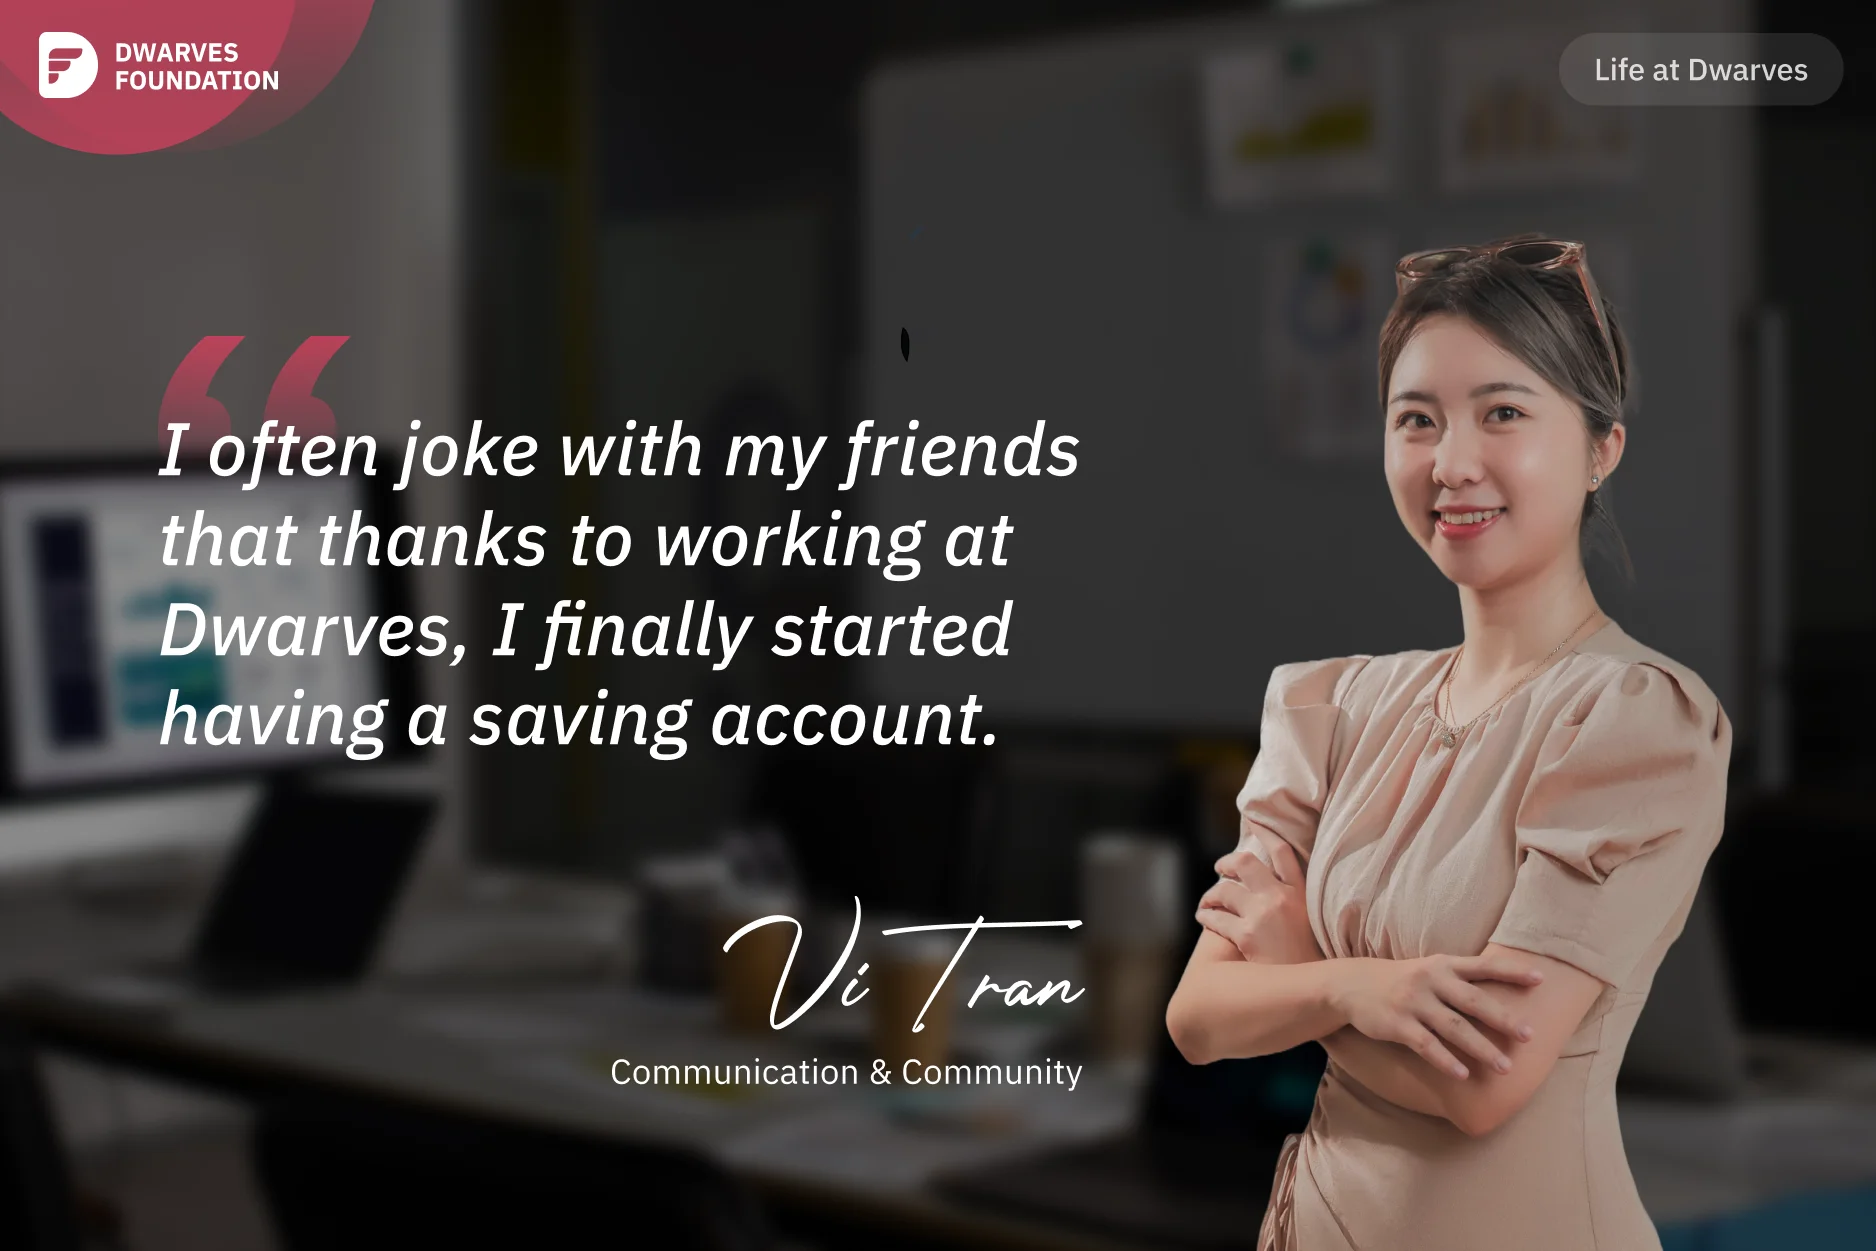 DWARVES
FOUNDATION
Life at Dwarves
“
I often joke with my friends
that thanks to working at
Dwarves, I finally started
having a saving account.
Vi Tran
Communication & Community